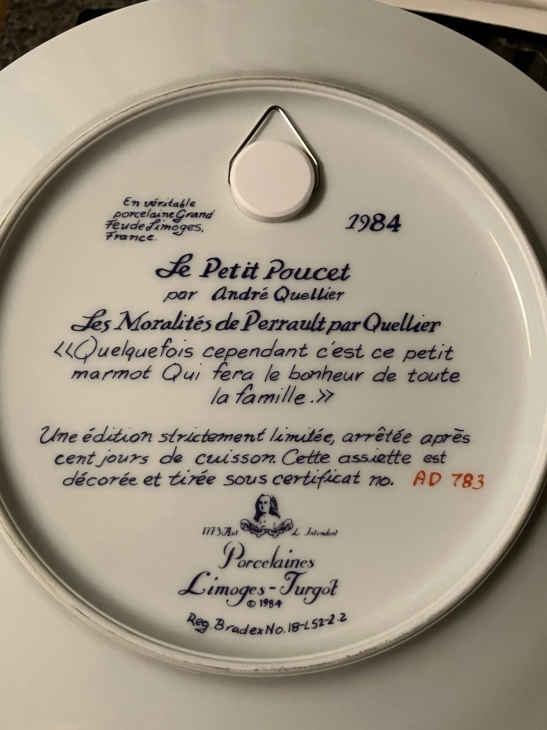 En véritable
porcelaine Grand
Feu de Limoges,
France.
1984
Le Petit Poucet
par André Quellier
Les Moralités de Perrault par Quellier
<<Quelquefois cependant c'est ce petit
marmot Qui fera le bonheur de toute
la famille.>>
Une édition strictement limitée, arrêtée après
cent jours de cuisson. Cette assiette est
décorée et tirée sous certificat no. AD 783
L'Intendant
Porcelaines
Limoges-Turgot
© 1984
Reg Bradex No. 18-L52-2.2